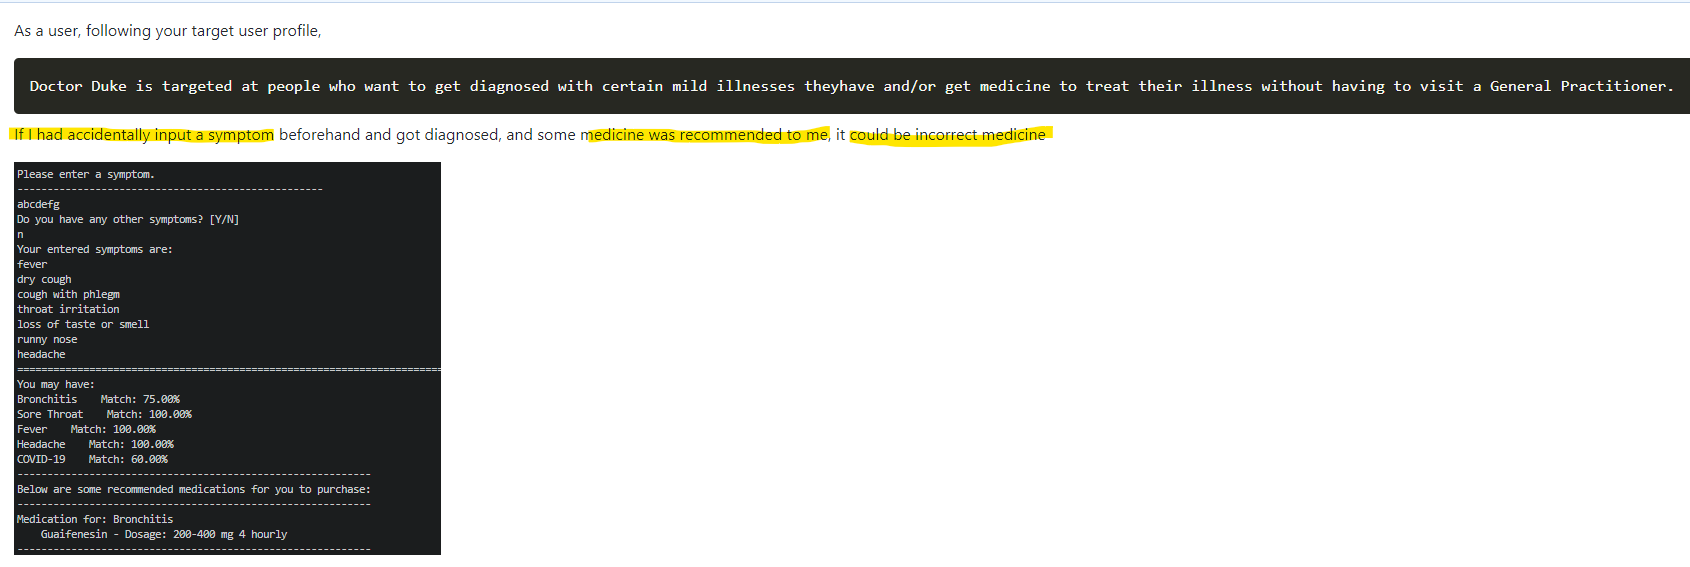 As a user, following your target user profile,
Doctor Duke is targeted at people who want to get diagnosed with certain mild illnesses theyhave and/or get medicine to treat their illness without having to visit a General Practitioner.
If I had accidentally input a symptom beforehand and got diagnosed, and some medicine was recommended to me, it could be incorrect medicine
Please enter a symptom.
---------------------------------------------------
abcdefg
Do you have any other symptoms? [Y/N]
n
Your entered symptoms are:
fever
dry cough
cough with phlegm
throat irritation
loss of taste or smell
runny nose
headache
=======================================================================
You may have:
Bronchitis    Match: 75.00%
Sore Throat    Match: 100.00%
Fever    Match: 100.00%
Headache    Match: 100.00%
COVID-19    Match: 60.00%
-----------------------------------------------------------
Below are some recommended medications for you to purchase:
-----------------------------------------------------------
Medication for: Bronchitis
    Guaifenesin - Dosage: 200-400 mg 4 hourly
-----------------------------------------------------------